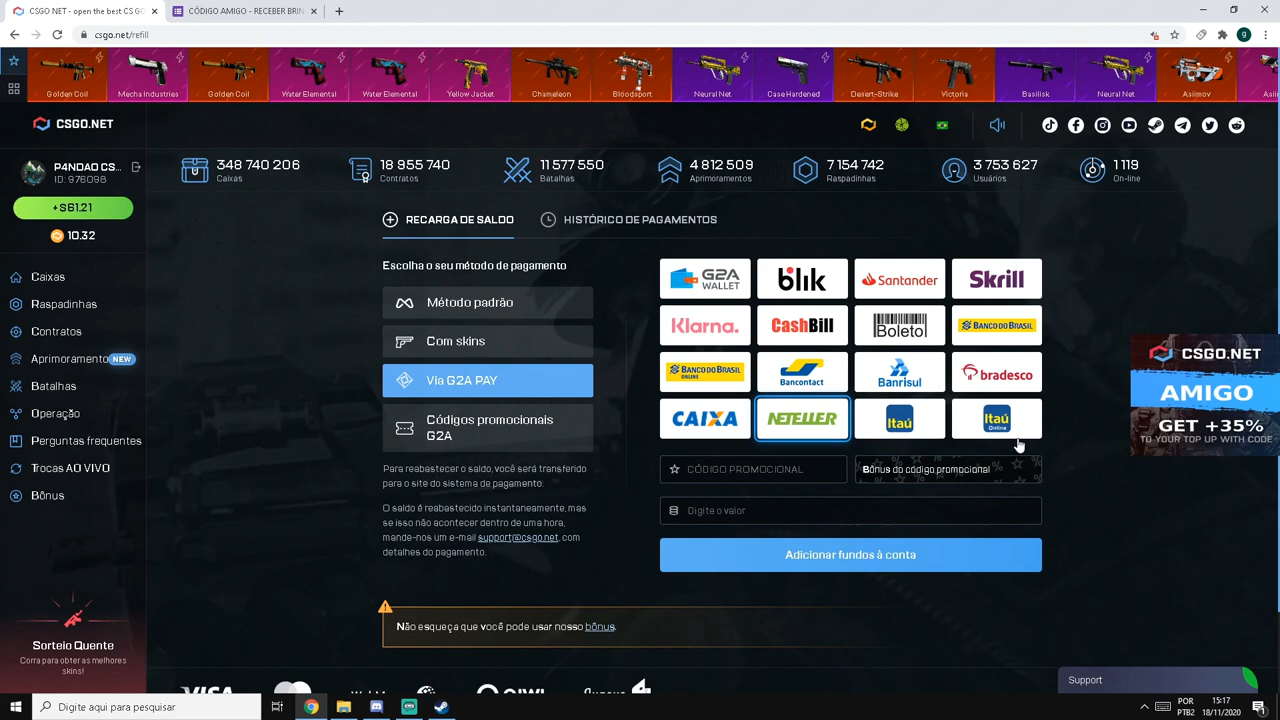 CSGO NET - open the best CS GO
CÓDIGO AMIGO - RECEBER BRIN
csgo.net/refill
Golden Coil
Mecha Industries
Golden Coil
Water Elemental
Water Elemental
Yellow Jacket
Chameleon
Bloodsport
Neural Net
Case Hardened
Desert-Strike
Victoria
Basilisk
Neural Net
Asiimov
Asii
CSGO.NET
P4NDAO CS...
ID: 976098
+$61.21
10.32
348 740 206
Caixas
18 955 740
Contratos
11 577 550
Batalhas
4 812 509
Aprimoramentos
7 154 742
Raspadinhas
3 753 627
Usuários
1 119
On-line
RECARGA DE SALDO
HISTÓRICO DE PAGAMENTOS
Caixas
Raspadinhas
Contratos
Aprimoramento NEW
Batalhas
Operação
Perguntas frequentes
Trocas AO VIVO
Bônus
Sorteio Quente
Corra para obter as melhores
skins!
Escolha o seu método de pagamento
Método padrão
Com skins
Via G2A PAY
Códigos promocionais
G2A
Para reabastecer o saldo, você será transferido
para o site do sistema de pagamento.
O saldo é reabastecido instantaneamente, mas
se isso não acontecer dentro de uma hora,
mande-nos um e-mail support@csgo.net, com
detalhes do pagamento.
G2A WALLET
blik
Santander
Skrill
Klarna.
CashBill
Boleto
BANCO DO BRASIL
BANCO DO BRASIL ONLINE
Bancontact
Banrisul
bradesco
CAIXA
NETELLER
Itaú
Itaú Online
CÓDIGO PROMOCIONAL
Bônus do código promocional
Digite o valor
Adicionar fundos à conta
Não esqueça que você pode usar nosso bônus.
CSGO.NET
AMIGO
GET +35%
TO YOUR TOP UP WITH CODE
VISA
QIWI
Support
Digite aqui para pesquisar
POR
PTB2
15:17
18/11/2020